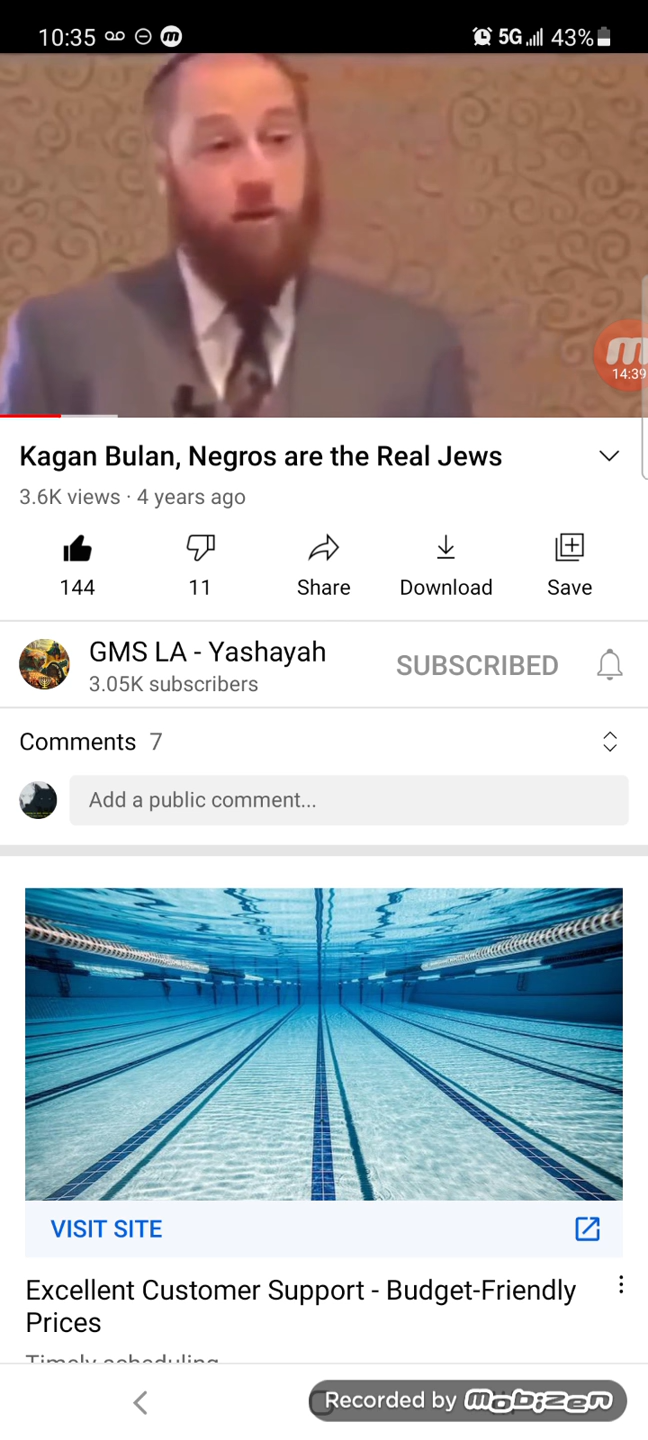 10:35 m 5G 43%
m
14:39
Kagan Bulan, Negros are the Real Jews
3.6K views · 4 years ago
144 11 Share Download Save
GMS LA - Yashayah
3.05K subscribers
SUBSCRIBED
Comments 7
Add a public comment...
VISIT SITE
Excellent Customer Support - Budget-Friendly
Prices
Timely scheduling
Recorded by mobizen